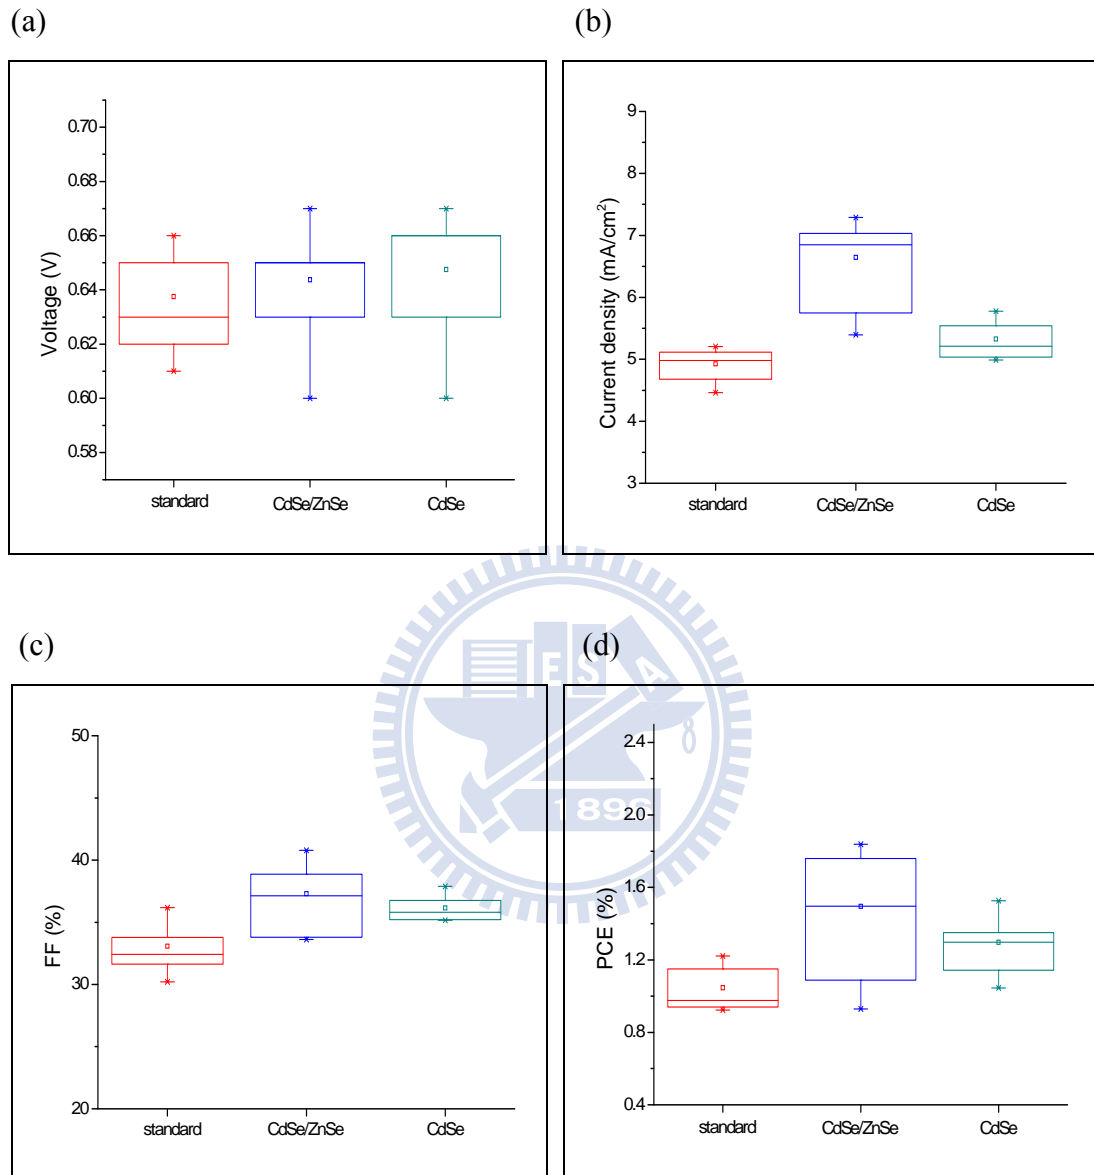 (a)
(b)
0.70
0.68
0.66
0.64
0.62
0.60
0.58
Voltage (V)
standard
CdSe/ZnSe
CdSe
9
8
7
6
5
4
3
Current density (mA/cm²)
standard
CdSe/ZnSe
CdSe
(c)
(d)
50
40
30
20
FF (%)
standard
CdSe/ZnSe
CdSe
2.4
2.0
1.6
1.2
0.8
0.4
PCE (%)
standard
CdSe/ZnSe
CdSe
E S A
1896